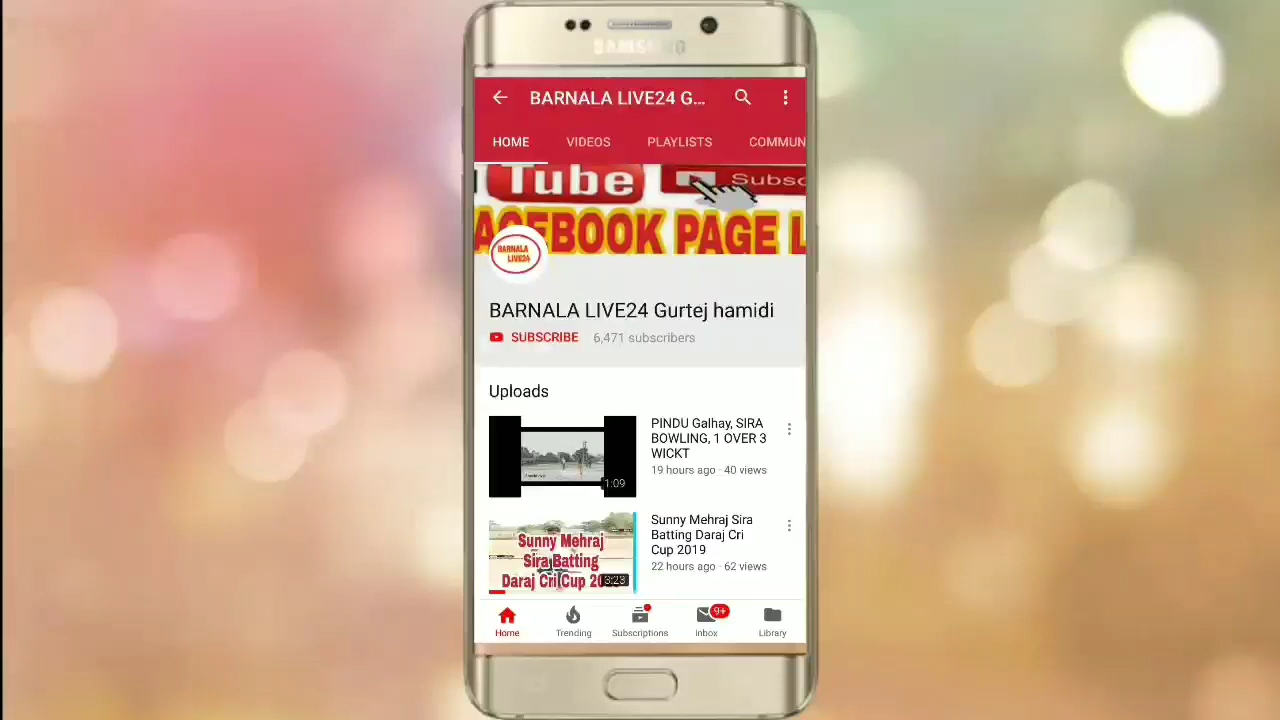 SAMSUNG
BARNALA LIVE24 G...
HOME VIDEOS PLAYLISTS COMMUN
Tube Subsc
ACEBOOK PAGE L
BARNALA
LIVE24
BARNALA LIVE24 Gurtej hamidi
SUBSCRIBE 6,471 subscribers
Uploads
PINDU Galhay, SIRA
BOWLING, 1 OVER 3
WICKT
19 hours ago · 40 views
1:09
Sunny Mehraj Sira
Batting Daraj Cri
Cup 2019
22 hours ago · 62 views
Sunny Mehraj
Sira Batting
Daraj Cri Cup 20
3:23
Home Trending Subscriptions Inbox Library
9+